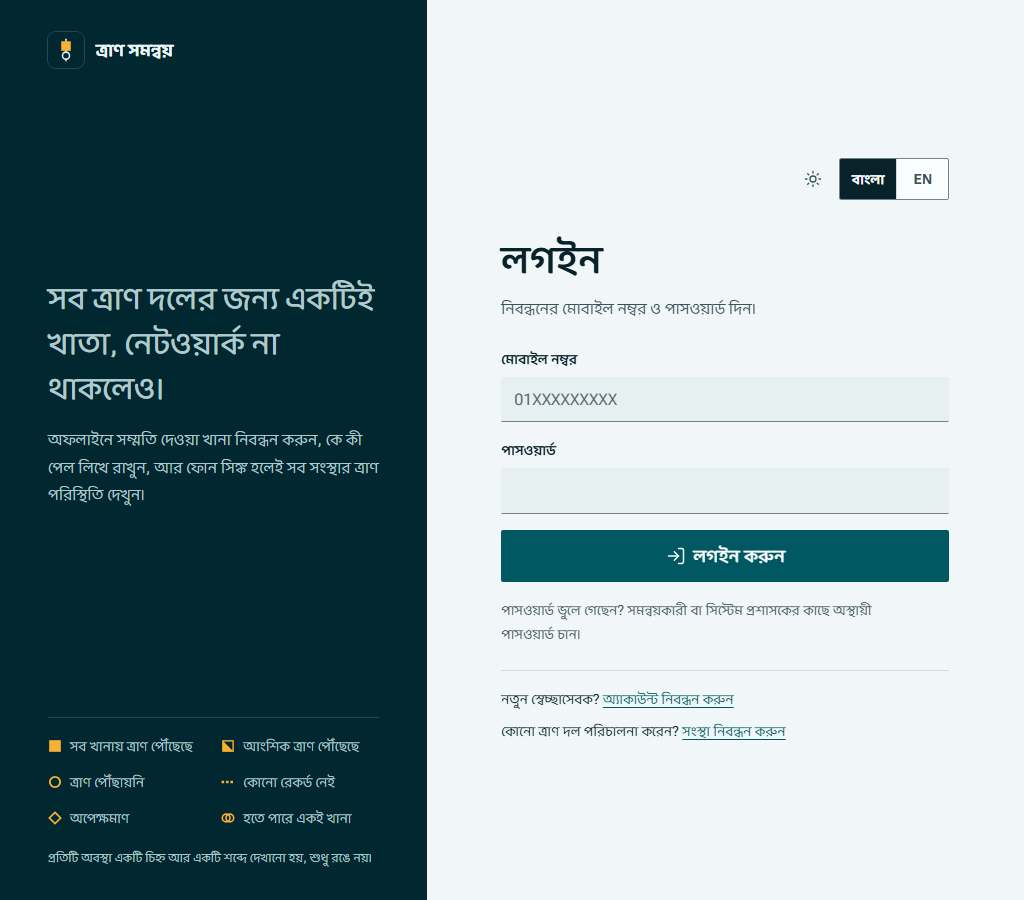 ত্রাণ সমন্বয়
সব ত্রাণ দলের জন্য একটিই
খাতা, নেটওয়ার্ক না
থাকলেও।
অফলাইনে সম্মতি দেওয়া খানা নিবন্ধন করুন, কে কী
পেল লিখে রাখুন, আর ফোন সিঙ্ক হলেই সব সংস্থার ত্রাণ
পরিস্থিতি দেখুন।
সব খানায় ত্রাণ পৌঁছেছে
আংশিক ত্রাণ পৌঁছেছে
ত্রাণ পৌঁছায়নি
কোনো রেকর্ড নেই
অপেক্ষমাণ
হতে পারে একই খানা
প্রতিটি অবস্থা একটি চিহ্ন আর একটি শব্দে দেখানো হয়, শুধু রঙে নয়।
বাংলা
EN
লগইন
নিবন্ধনের মোবাইল নম্বর ও পাসওয়ার্ড দিন।
মোবাইল নম্বর
01XXXXXXXXX
পাসওয়ার্ড
লগইন করুন
পাসওয়ার্ড ভুলে গেছেন? সমন্বয়কারী বা সিস্টেম প্রশাসকের কাছে অস্থায়ী
পাসওয়ার্ড চান।
নতুন স্বেচ্ছাসেবক? অ্যাকাউন্ট নিবন্ধন করুন
কোনো ত্রাণ দল পরিচালনা করেন? সংস্থা নিবন্ধন করুন